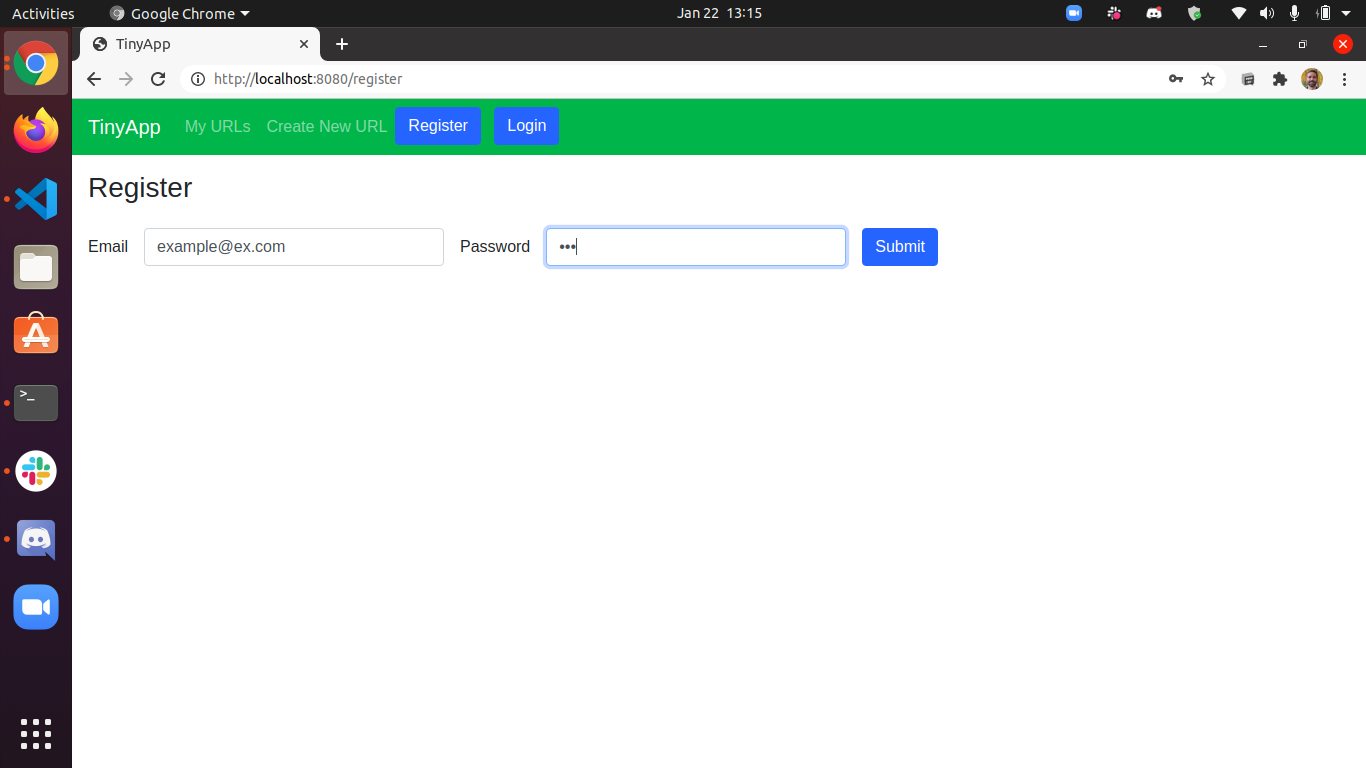 Activities Google Chrome Jan 22 13:15
TinyApp
http://localhost:8080/register
TinyApp My URLs Create New URL Register Login
Register
Email example@ex.com Password ••• Submit
>_